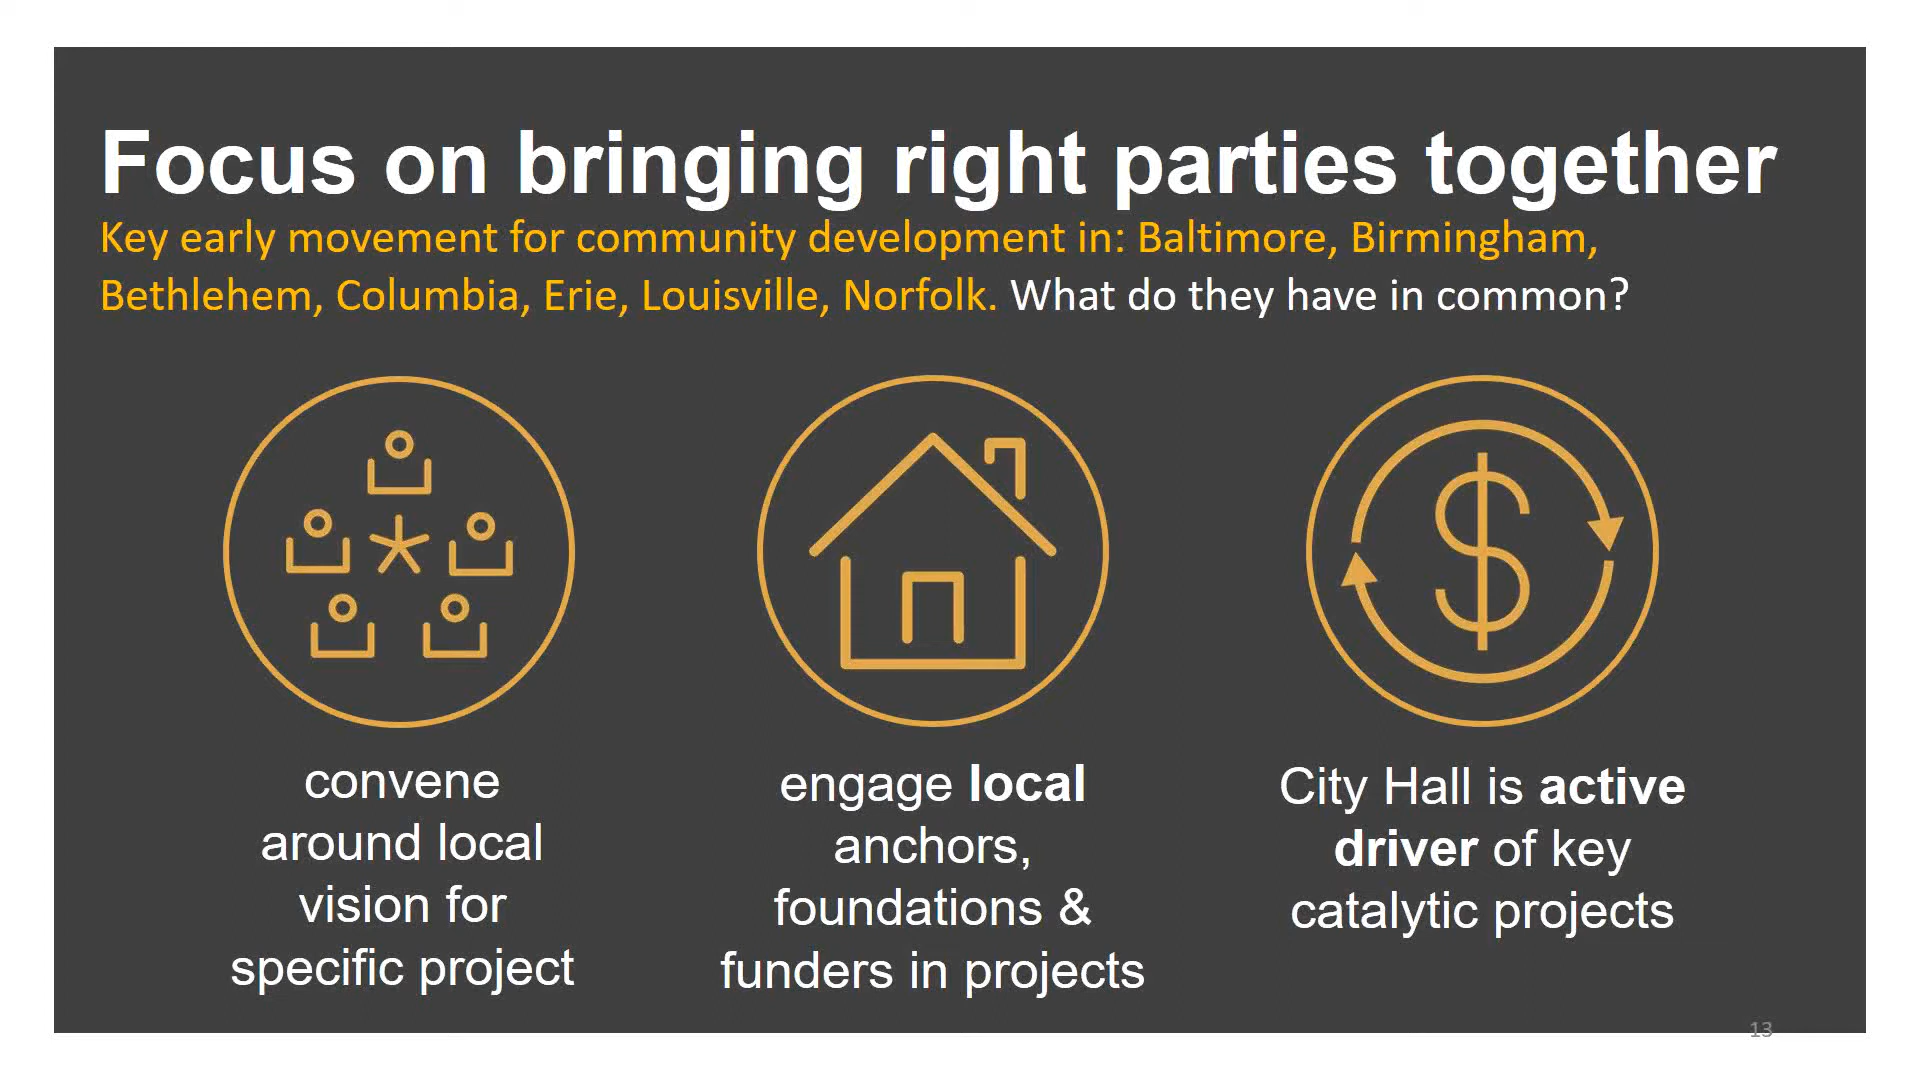 Focus on bringing right parties together
Key early movement for community development in: Baltimore, Birmingham,
Bethlehem, Columbia, Erie, Louisville, Norfolk. What do they have in common?
convene
around local
vision for
specific project
engage local
anchors,
foundations &
funders in projects
City Hall is active
driver of key
catalytic projects
13